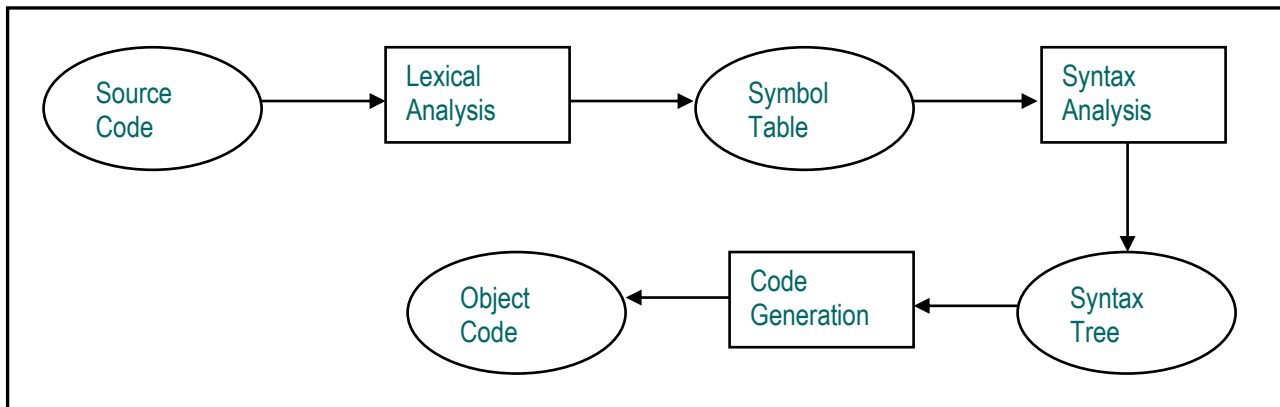 Source
Code
Lexical
Analysis
Symbol
Table
Syntax
Analysis
Syntax
Tree
Code
Generation
Object
Code